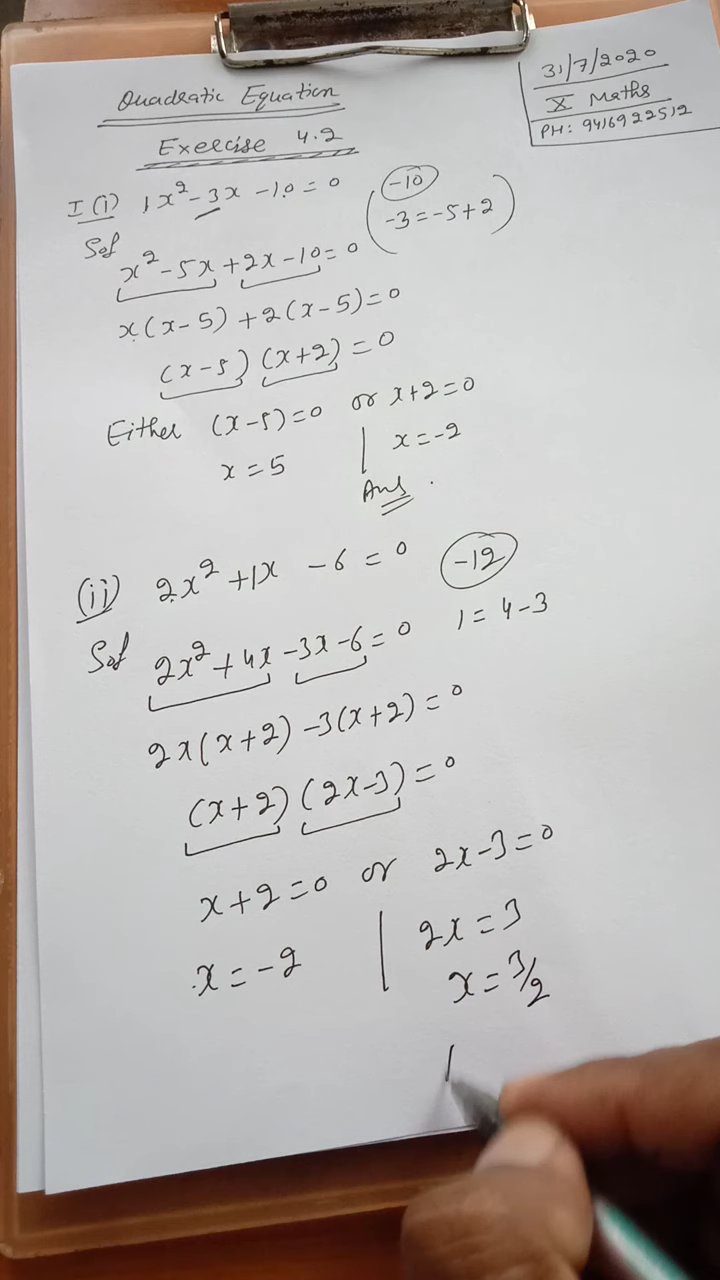 31/7/2020
X Maths
PH: 9416922512
Quadratic Equation
Exercise 4.2
I (i) 1x² - 3x - 10 = 0
-10
-3 = -5 + 2
Sol
x² - 5x + 2x - 10 = 0
x(x - 5) + 2(x - 5) = 0
(x - 5) (x + 2) = 0
Either (x - 5) = 0 or x + 2 = 0
x = 5 | x = -2
Ans.
(ii) 2x² + 1x - 6 = 0
-12
1 = 4 - 3
Sol 2x² + 4x - 3x - 6 = 0
2x(x + 2) - 3(x + 2) = 0
(x + 2) (2x - 3) = 0
x + 2 = 0 or 2x - 3 = 0
x = -2 | 2x = 3
x = 3/2